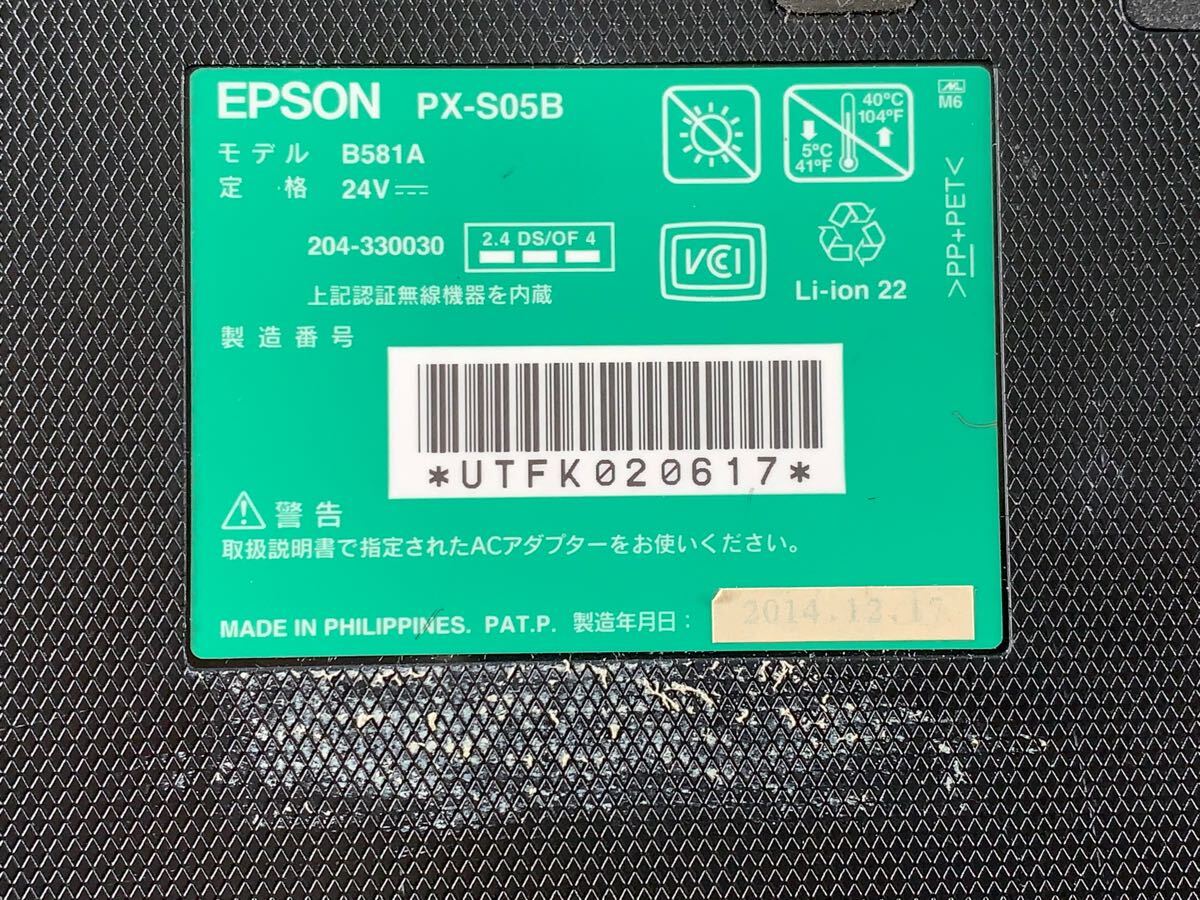 EPSON PX-S05B
モデル B581A
定格 24V
40°C
104°F
5°C
41°F
M6
>PP+PET<
204-330030
2.4 DS/OF 4
上記認証無線機器を内蔵
VCCI
Li-ion 22
製造番号
*UTFK020617*
警告
取扱説明書で指定されたACアダプターをお使いください。
MADE IN PHILIPPINES. PAT.P. 製造年月日: 2014.12.17